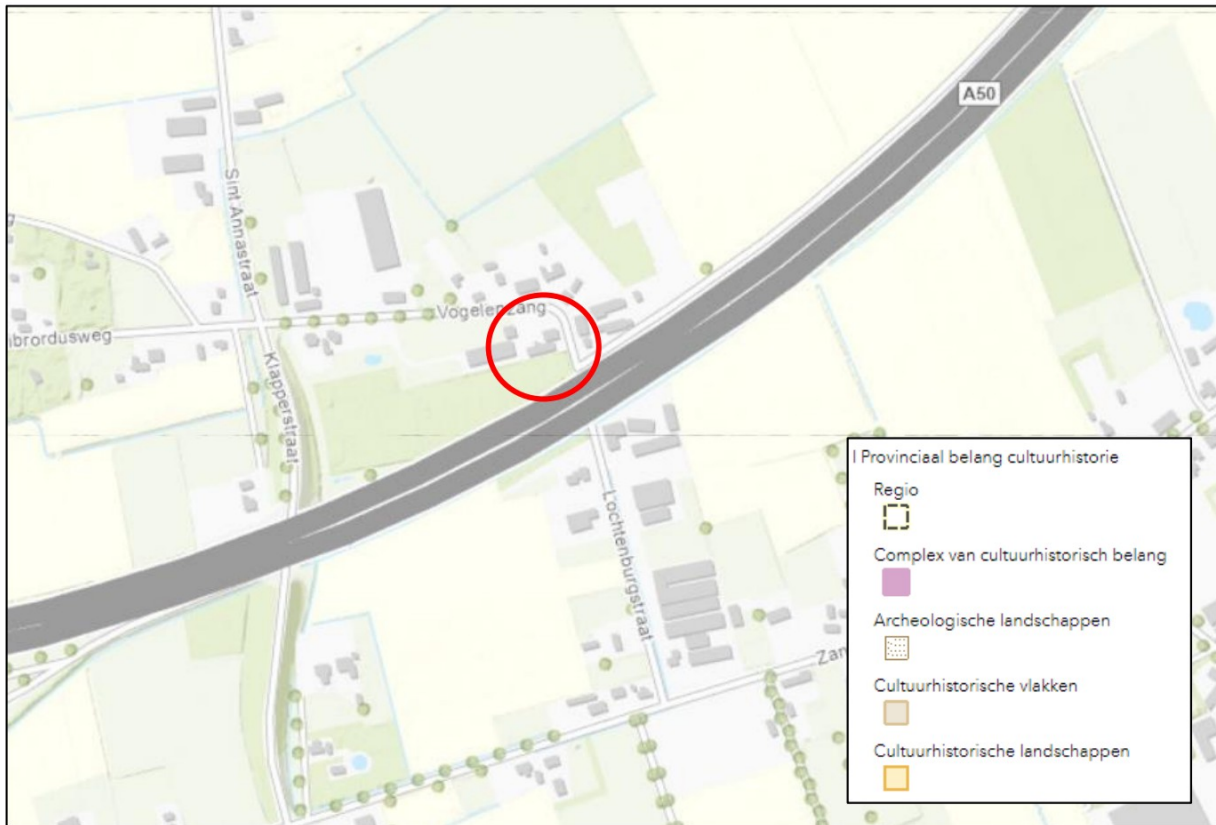 A50
Sint Annastraat
Vogelenzang
brordusweg
Klapperstraat
Lochtenburgstraat
Zan
I Provinciaal belang cultuurhistorie
Regio
Complex van cultuurhistorisch belang
Archeologische landschappen
Cultuurhistorische vlakken
Cultuurhistorische landschappen